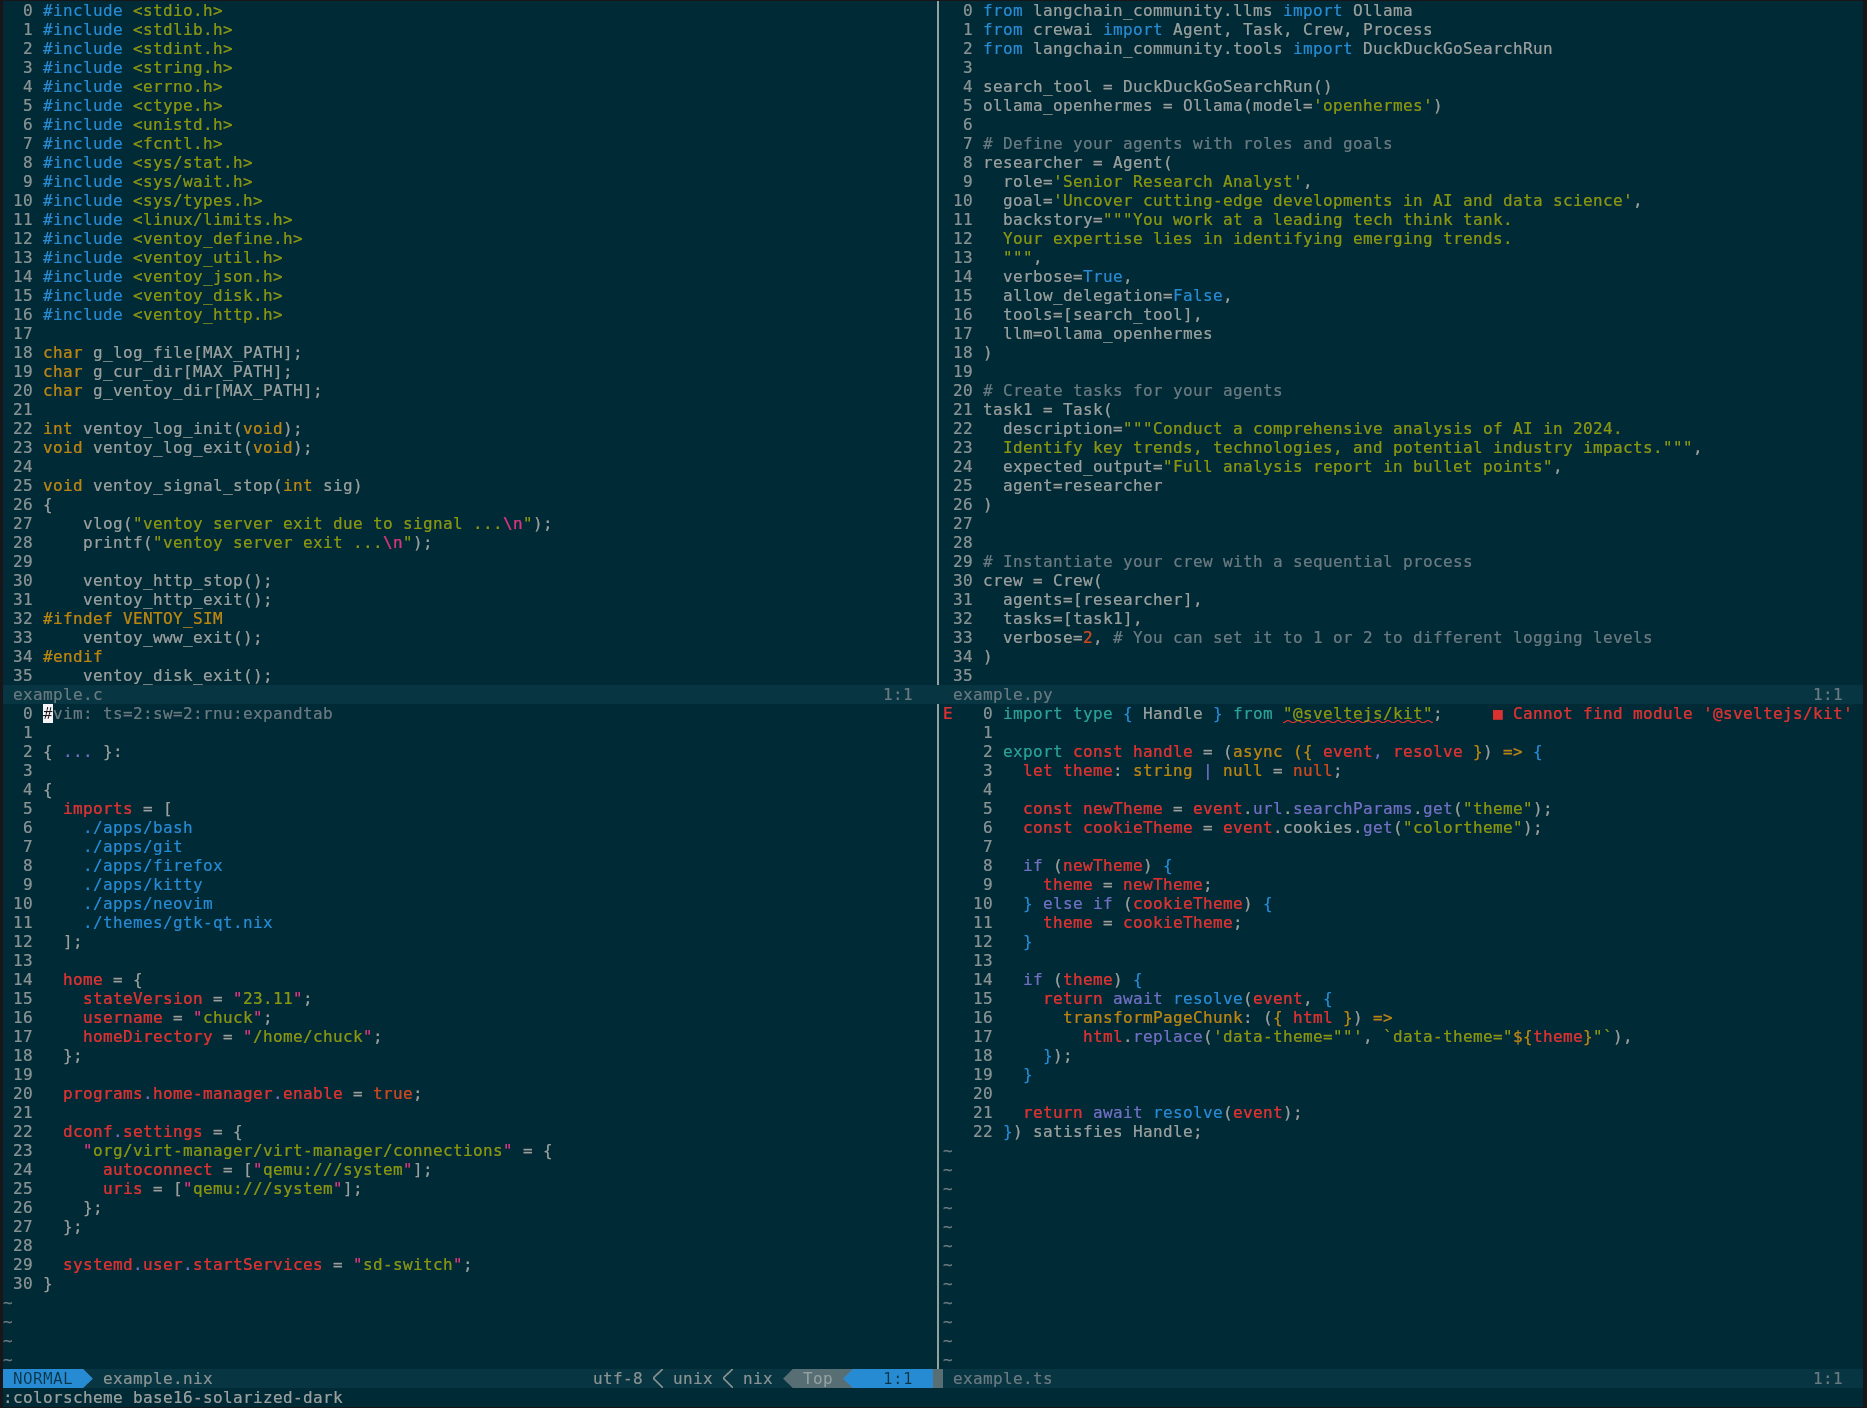 0 #include <stdio.h>
1 #include <stdlib.h>
2 #include <stdint.h>
3 #include <string.h>
4 #include <errno.h>
5 #include <ctype.h>
6 #include <unistd.h>
7 #include <fcntl.h>
8 #include <sys/stat.h>
9 #include <sys/wait.h>
10 #include <sys/types.h>
11 #include <linux/limits.h>
12 #include <ventoy_define.h>
13 #include <ventoy_util.h>
14 #include <ventoy_json.h>
15 #include <ventoy_disk.h>
16 #include <ventoy_http.h>
17
18 char g_log_file[MAX_PATH];
19 char g_cur_dir[MAX_PATH];
20 char g_ventoy_dir[MAX_PATH];
21
22 int ventoy_log_init(void);
23 void ventoy_log_exit(void);
24
25 void ventoy_signal_stop(int sig)
26 {
27     vlog("ventoy server exit due to signal ...\n");
28     printf("ventoy server exit ...\n");
29
30     ventoy_http_stop();
31     ventoy_http_exit();
32 #ifndef VENTOY_SIM
33     ventoy_www_exit();
34 #endif
35     ventoy_disk_exit();
example.c 1:1
0 from langchain_community.llms import Ollama
1 from crewai import Agent, Task, Crew, Process
2 from langchain_community.tools import DuckDuckGoSearchRun
3
4 search_tool = DuckDuckGoSearchRun()
5 ollama_openhermes = Ollama(model='openhermes')
6
7 # Define your agents with roles and goals
8 researcher = Agent(
9   role='Senior Research Analyst',
10   goal='Uncover cutting-edge developments in AI and data science',
11   backstory="""You work at a leading tech think tank.
12   Your expertise lies in identifying emerging trends.
13   """,
14   verbose=True,
15   allow_delegation=False,
16   tools=[search_tool],
17   llm=ollama_openhermes
18 )
19
20 # Create tasks for your agents
21 task1 = Task(
22   description="""Conduct a comprehensive analysis of AI in 2024.
23   Identify key trends, technologies, and potential industry impacts.""",
24   expected_output="Full analysis report in bullet points",
25   agent=researcher
26 )
27
28
29 # Instantiate your crew with a sequential process
30 crew = Crew(
31   agents=[researcher],
32   tasks=[task1],
33   verbose=2, # You can set it to 1 or 2 to different logging levels
34 )
35
example.py 1:1
0 #vim: ts=2:sw=2:rnu:expandtab
1
2 { ... }:
3
4 {
5   imports = [
6     ./apps/bash
7     ./apps/git
8     ./apps/firefox
9     ./apps/kitty
10     ./apps/neovim
11     ./themes/gtk-qt.nix
12   ];
13
14   home = {
15     stateVersion = "23.11";
16     username = "chuck";
17     homeDirectory = "/home/chuck";
18   };
19
20   programs.home-manager.enable = true;
21
22   dconf.settings = {
23     "org/virt-manager/virt-manager/connections" = {
24       autoconnect = ["qemu:///system"];
25       uris = ["qemu:///system"];
26     };
27   };
28
29   systemd.user.startServices = "sd-switch";
30 }
~
~
~
~
NORMAL example.nix utf-8 unix nix Top 1:1
E 0 import type { Handle } from "@sveltejs/kit"; ■ Cannot find module '@sveltejs/kit'
1
2 export const handle = (async ({ event, resolve }) => {
3   let theme: string | null = null;
4
5   const newTheme = event.url.searchParams.get("theme");
6   const cookieTheme = event.cookies.get("colortheme");
7
8   if (newTheme) {
9     theme = newTheme;
10   } else if (cookieTheme) {
11     theme = cookieTheme;
12   }
13
14   if (theme) {
15     return await resolve(event, {
16       transformPageChunk: ({ html }) =>
17         html.replace('data-theme=""', `data-theme="${theme}"`),
18     });
19   }
20
21   return await resolve(event);
22 }) satisfies Handle;
~
~
~
~
~
~
~
~
~
~
~
~
example.ts 1:1
:colorscheme base16-solarized-dark